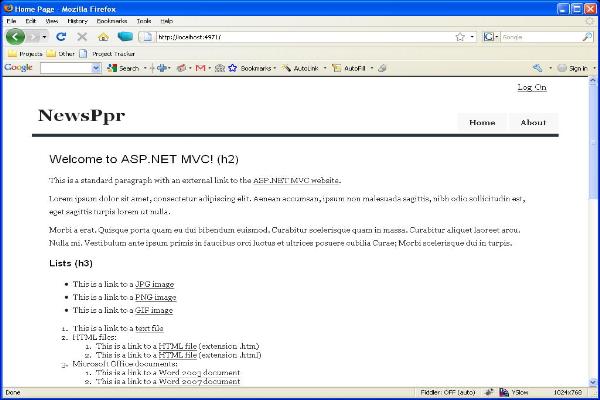 Home Page - Mozilla Firefox
File Edit View History Bookmarks Tools Help
http://localhost:4971/
Google
Projects Other Project Tracker
Google Search Bookmarks AutoLink AutoFill Sign in
Log On
NewsPpr
Home About
Welcome to ASP.NET MVC! (h2)
This is a standard paragraph with an external link to the ASP.NET MVC website.
Lorem ipsum dolor sit amet, consectetur adipiscing elit. Aenean accumsan, ipsum non malesuada sagittis, nibh odio sollicitudin est,
eget sagittis turpis lorem ut nulla.
Morbi a erat. Quisque porta quam eu dui bibendum euismod. Curabitur scelerisque quam in massa. Curabitur aliquet laoreet arcu.
Nulla mi. Vestibulum ante ipsum primis in faucibus orci luctus et ultrices posuere cubilia Curae; Morbi scelerisque dui in turpis.
Lists (h3)
• This is a link to a JPG image
• This is a link to a PNG image
• This is a link to a GIF image
1. This is a link to a text file
2. HTML files:
1. This is a link to a HTML file (extension .htm)
2. This is a link to a HTML file (extension .html)
3. Microsoft Office documents:
1. This is a link to a Word 2003 document
2. This is a link to a Word 2007 document
Done Fiddler: OFF (auto) YSlow 1024x768